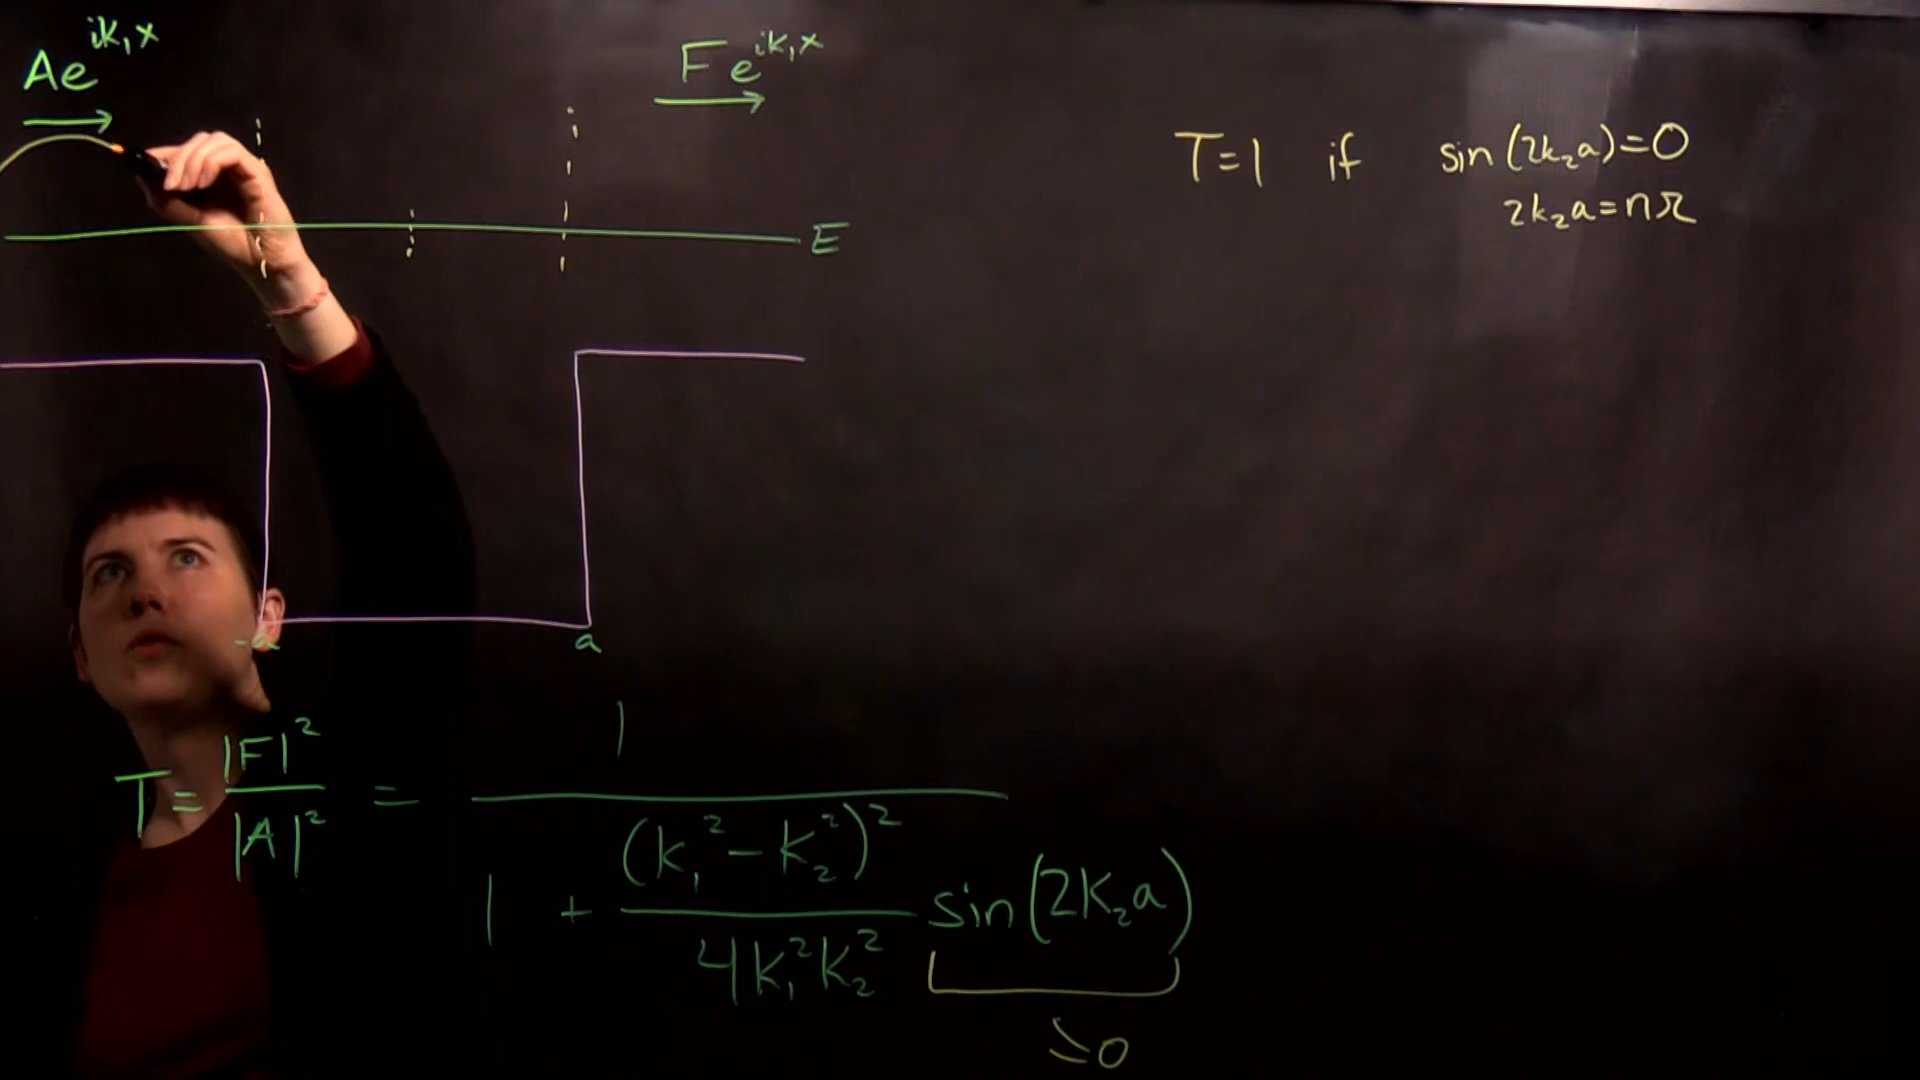 Ae^{ik₁x}
Fe^{ik₁x}
T=1 if sin(2k₂a)=0
2k₂a=nπ
E
-a a
T = |F|²/|A|² = 1/(1 + (k₁²-k₂²)²/(4k₁²k₂²) sin(2k₂a))
≥0